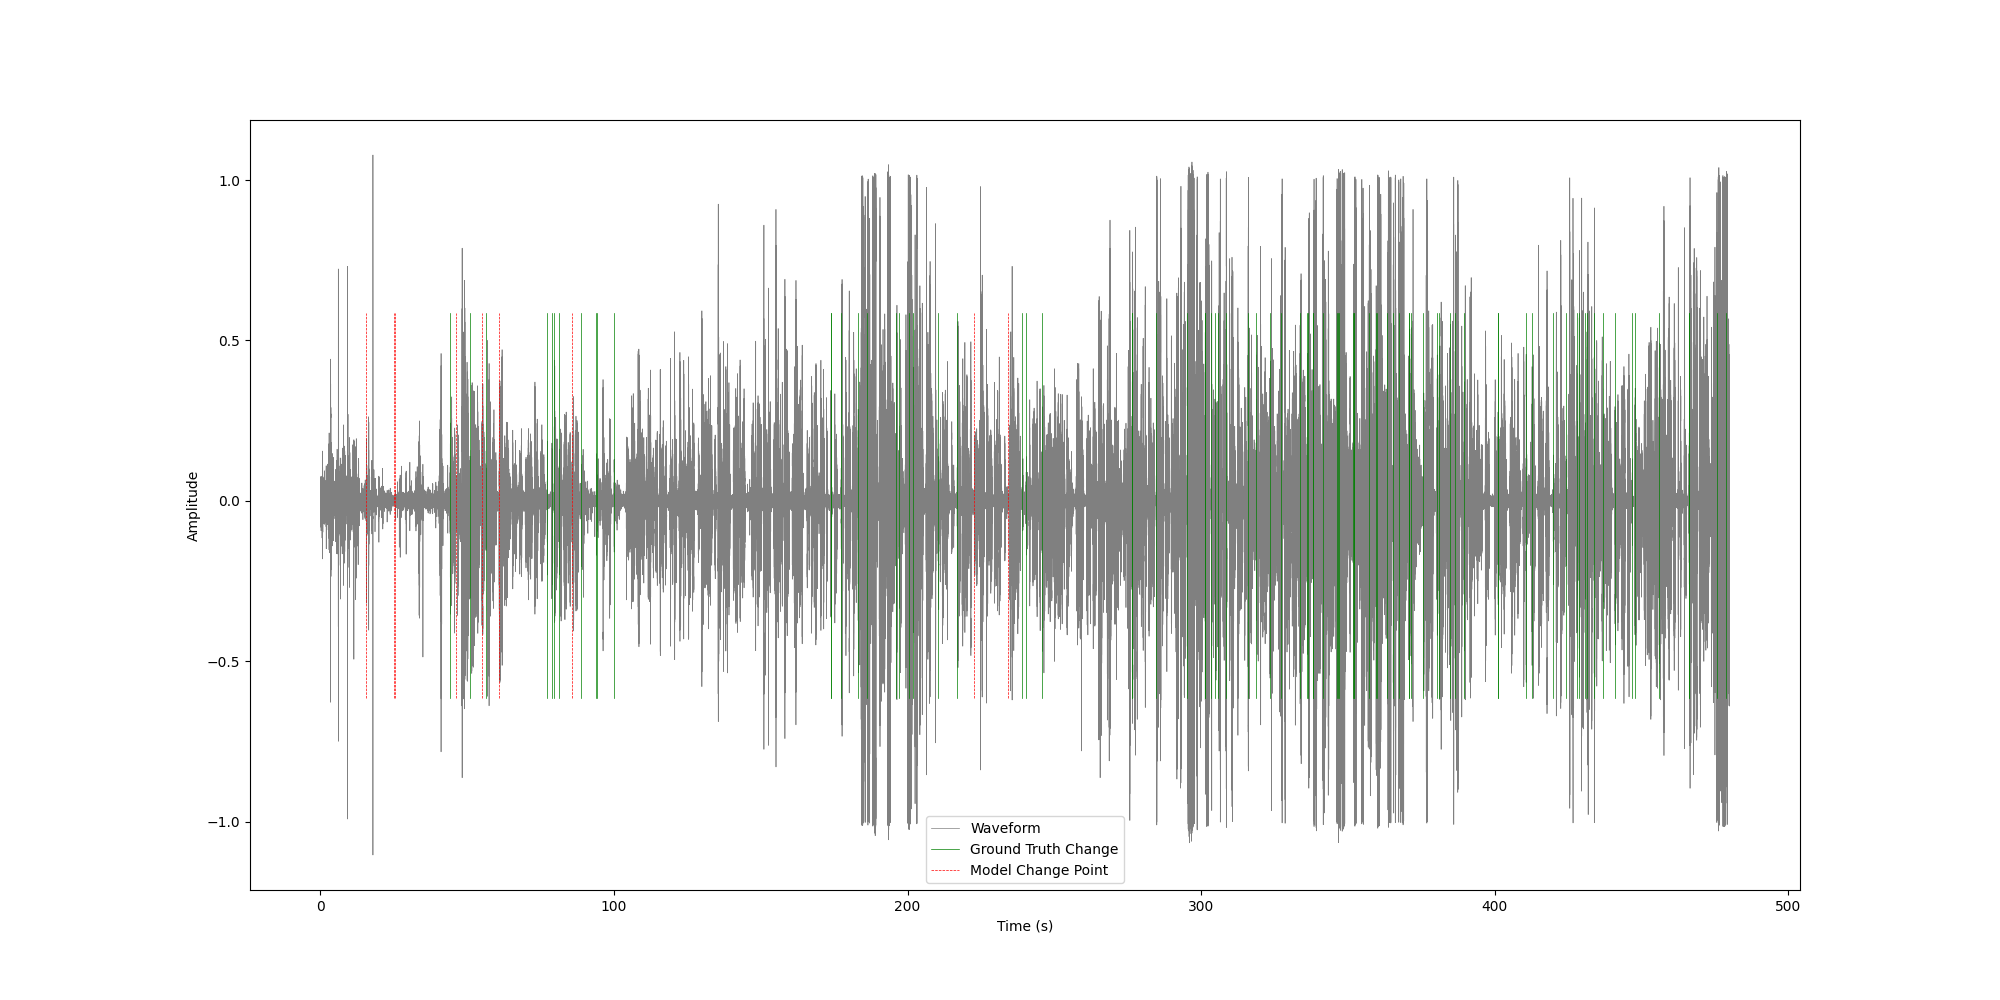 1.0
0.5
0.0
−0.5
−1.0
Amplitude
Waveform
Ground Truth Change
Model Change Point
0 100 200 300 400 500
Time (s)